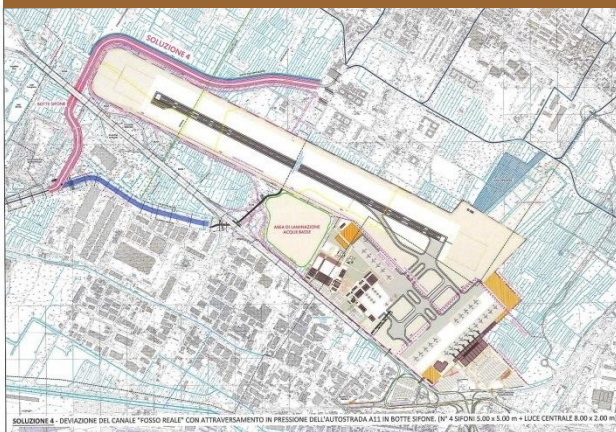 SOLUZIONE 4
BOTTE SIFONE
AREA DI LAMINAZIONE
ACQUE BASSE
SOLUZIONE 4 - DEVIAZIONE DEL CANALE "FOSSO REALE" CON ATTRAVERSAMENTO IN PRESSIONE DELL'AUTOSTRADA A11 IN BOTTE SIFONE. (N° 4 SIFONI 5.00 x 5.00 m + LUCE CENTRALE 8.00 x 2.00 m